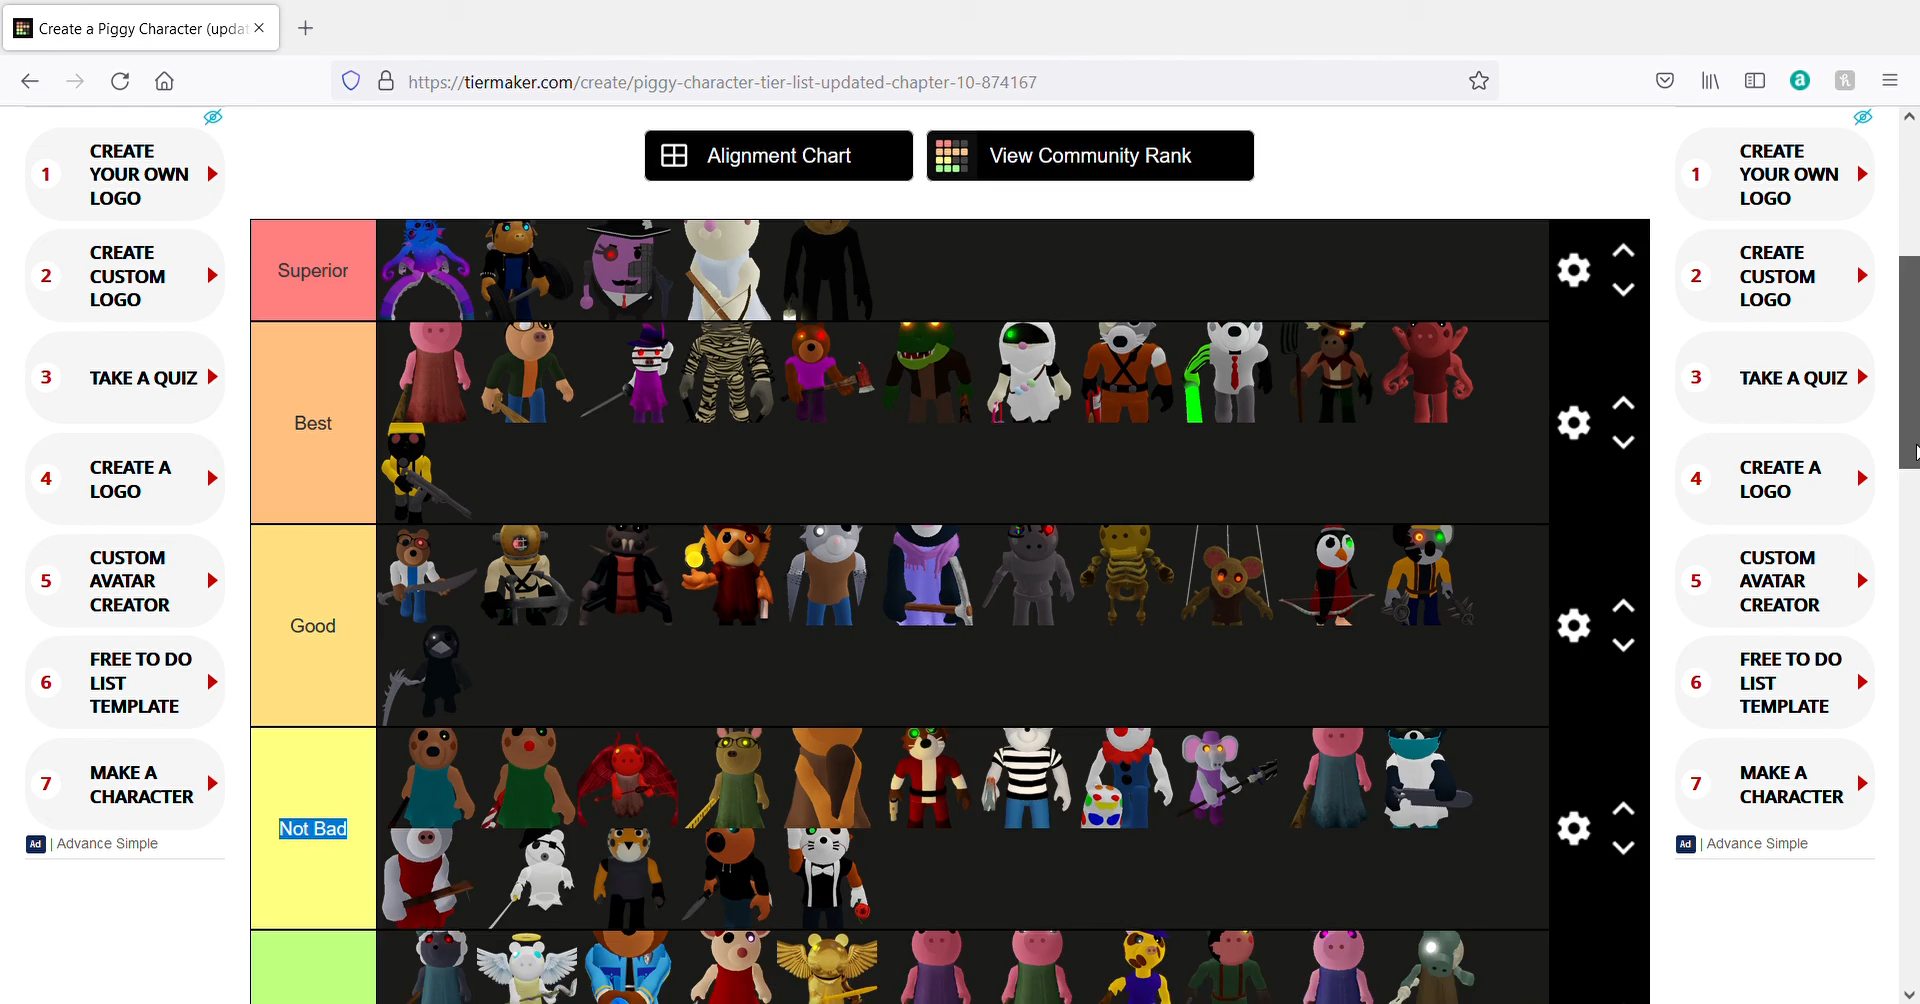 Create a Piggy Character (updat
https://tiermaker.com/create/piggy-character-tier-list-updated-chapter-10-874167
Alignment Chart
View Community Rank
1
CREATE
YOUR OWN
LOGO
2
CREATE
CUSTOM
LOGO
3
TAKE A QUIZ
4
CREATE A
LOGO
5
CUSTOM
AVATAR
CREATOR
6
FREE TO DO
LIST
TEMPLATE
7
MAKE A
CHARACTER
Ad | Advance Simple
Superior
Best
Good
Not Bad
1
CREATE
YOUR OWN
LOGO
2
CREATE
CUSTOM
LOGO
3
TAKE A QUIZ
4
CREATE A
LOGO
5
CUSTOM
AVATAR
CREATOR
6
FREE TO DO
LIST
TEMPLATE
7
MAKE A
CHARACTER
Ad | Advance Simple